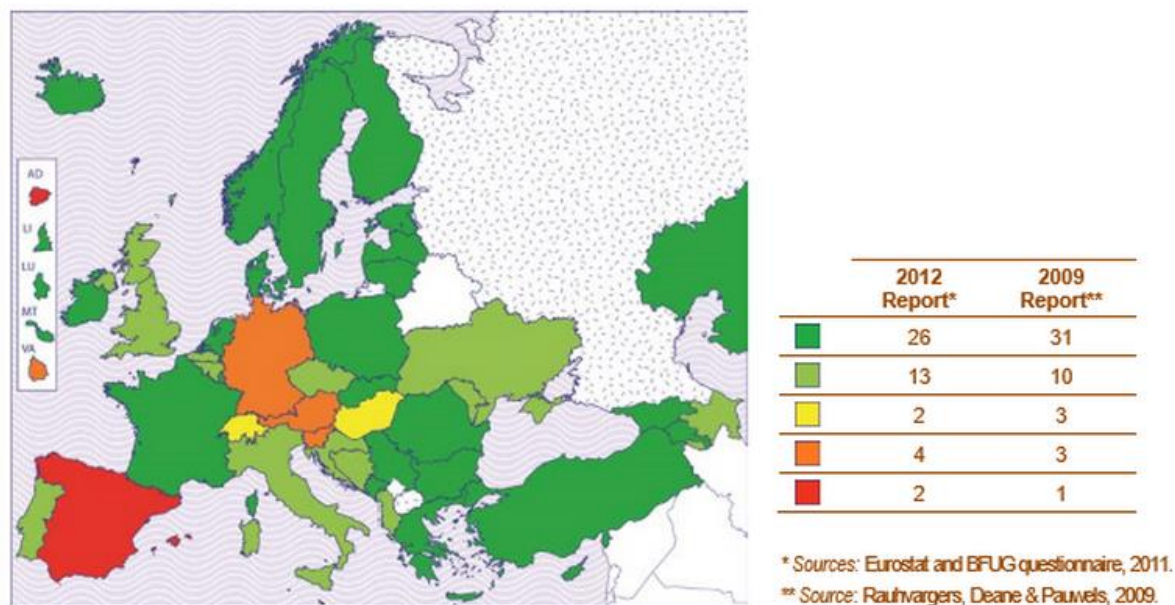 AD
LI
LU
MT
VA
2012 Report* 2009 Report**
26 31
13 10
2 3
4 3
2 1
* Sources: Eurostat and BFUG questionnaire, 2011.
** Source: Rauhvargers, Deane & Pauwels, 2009.